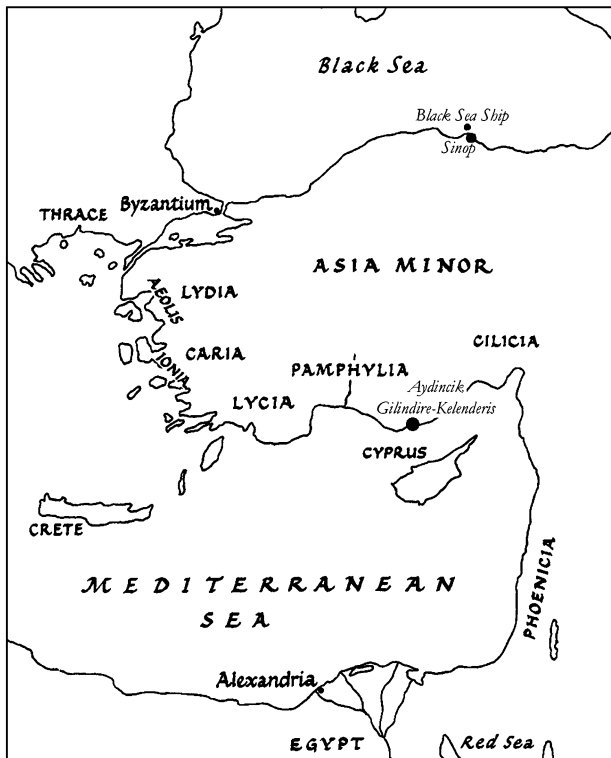 Black Sea
Black Sea Ship
Sinop
Byzantium
THRACE
ASIA MINOR
LYDIA
AEOLIS
CILICIA
CARIA
IONIA
PAMPHYLIA
Aydincik
LYCIA
Gilindire-Kelenderis
CYPRUS
CRETE
PHOENICIA
MEDITERRANEAN
SEA
Alexandria
EGYPT
Red Sea